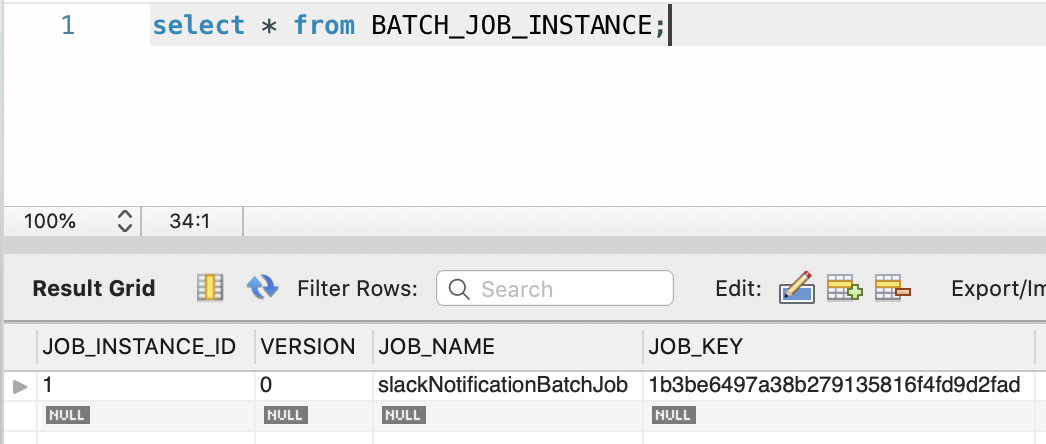 1 select * from BATCH_JOB_INSTANCE;
100% 34:1
Result Grid Filter Rows: Search Edit: Export/Im
JOB_INSTANCE_ID VERSION JOB_NAME JOB_KEY
1 0 slackNotificationBatchJob 1b3be6497a38b279135816f4fd9d2fad
NULL NULL NULL NULL